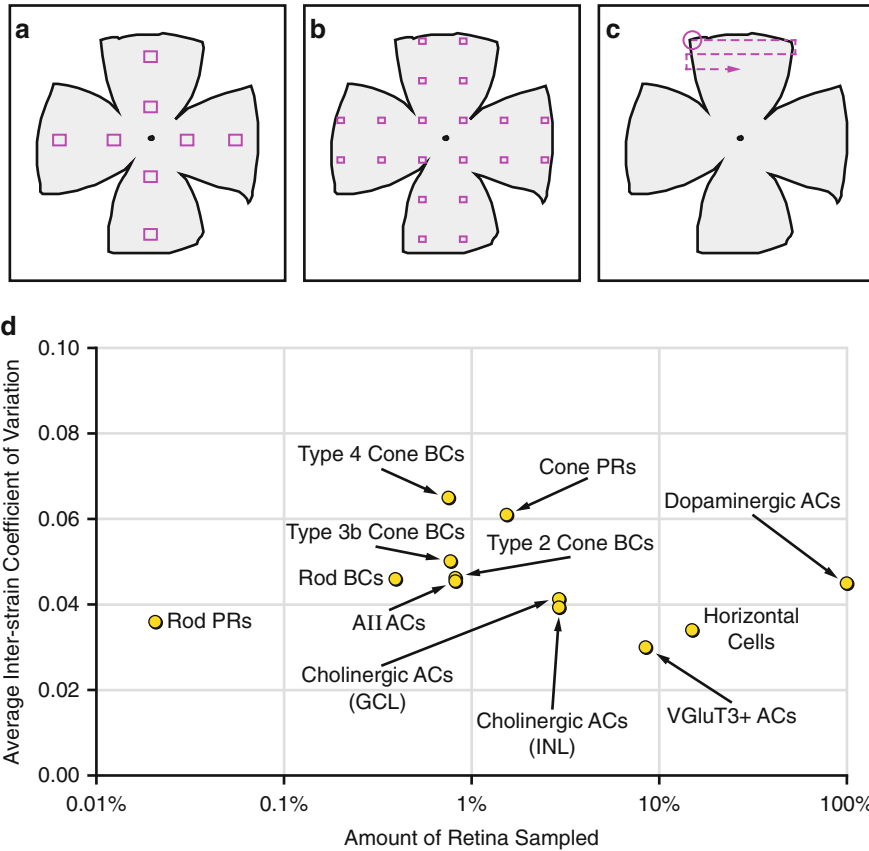 a
b
c
d
Average Inter-strain Coefficient of Variation
0.10
0.08
0.06
0.04
0.02
0.00
Type 4 Cone BCs
Cone PRs
Dopaminergic ACs
Type 3b Cone BCs
Type 2 Cone BCs
Rod BCs
AII ACs
Rod PRs
Horizontal
Cells
Cholinergic ACs
(GCL)
Cholinergic ACs
(INL)
VGluT3+ ACs
0.01%
0.1%
1%
10%
100%
Amount of Retina Sampled